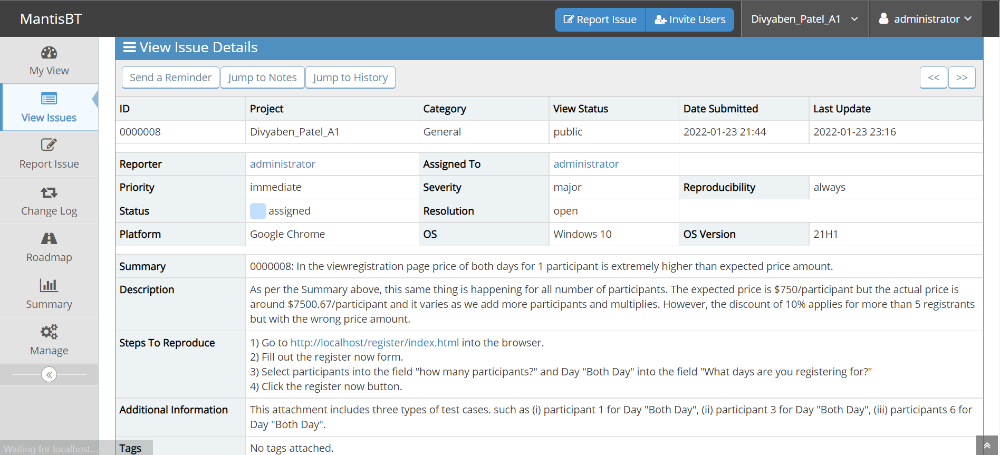 MantisBT
Report Issue
Invite Users
Divyaben_Patel_A1
administrator
My View
View Issues
Report Issue
Change Log
Roadmap
Summary
Manage
View Issue Details
Send a Reminder Jump to Notes Jump to History << >>
ID Project Category View Status Date Submitted Last Update
0000008 Divyaben_Patel_A1 General public 2022-01-23 21:44 2022-01-23 23:16
Reporter administrator Assigned To administrator
Priority immediate Severity major Reproducibility always
Status assigned Resolution open
Platform Google Chrome OS Windows 10 OS Version 21H1
Summary 0000008: In the viewregistration page price of both days for 1 participant is extremely higher than expected price amount.
Description As per the Summary above, this same thing is happening for all number of participants. The expected price is $750/participant but the actual price is
around $7500.67/participant and it varies as we add more participants and multiplies. However, the discount of 10% applies for more than 5 registrants
but with the wrong price amount.
Steps To Reproduce 1) Go to http://localhost/register/index.html into the browser.
2) Fill out the register now form.
3) Select participants into the field "how many participants?" and Day "Both Day" into the field "What days are you registering for?"
4) Click the register now button.
Additional Information This attachment includes three types of test cases. such as (i) participant 1 for Day "Both Day", (ii) participant 3 for Day "Both Day", (iii) participants 6 for
Day "Both Day".
Tags No tags attached.
Waiting for localhost...